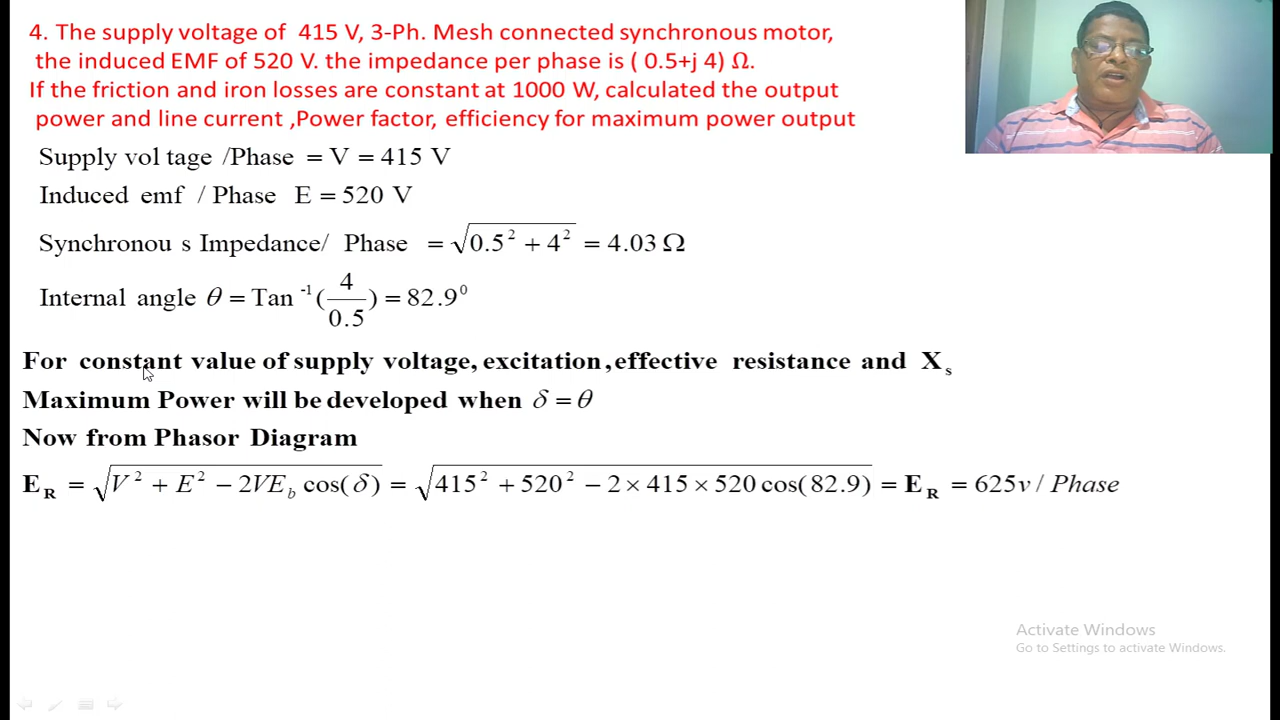 4. The supply voltage of 415 V, 3-Ph. Mesh connected synchronous motor,
the induced EMF of 520 V. the impedance per phase is ( 0.5+j 4) Ω.
If the friction and iron losses are constant at 1000 W, calculated the output
power and line current ,Power factor, efficiency for maximum power output
Supply vol tage /Phase = V = 415 V
Induced emf / Phase E = 520 V
Synchronou s Impedance/ Phase = √(0.5² + 4²) = 4.03 Ω
Internal angle θ = Tan⁻¹(4/0.5) = 82.9⁰
For constant value of supply voltage, excitation, effective resistance and Xₛ
Maximum Power will be developed when δ = θ
Now from Phasor Diagram
E_R = √(V² + E² − 2VE_b cos(δ)) = √(415² + 520² − 2 × 415 × 520 cos(82.9)) = E_R = 625v / Phase
Activate Windows
Go to Settings to activate Windows.